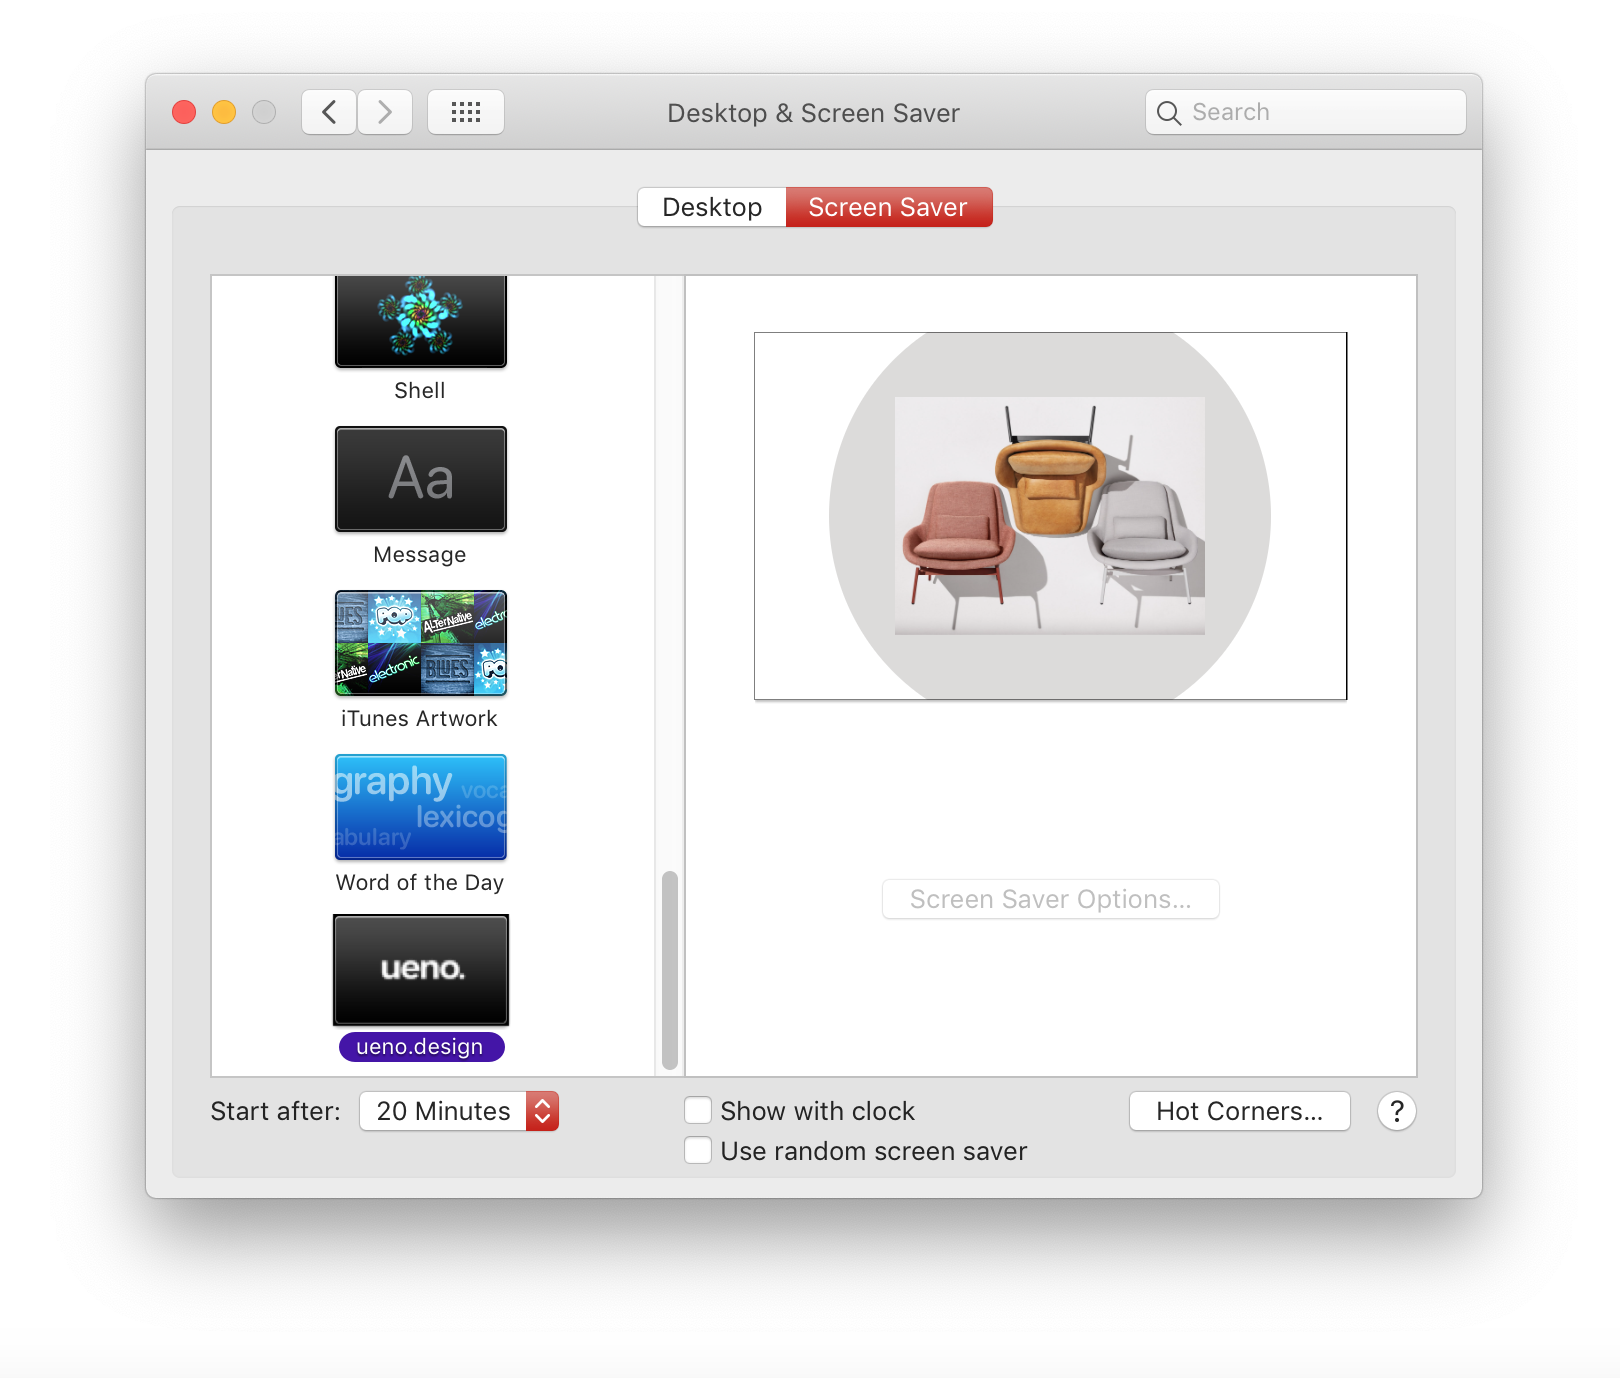 Desktop & Screen Saver
Search
Desktop
Screen Saver
Shell
Aa
Message
POP
ALTerNative
electr
Native
electronic
BLUES
PO
iTunes Artwork
graphy
voca
lexicog
abulary
Word of the Day
ueno.
ueno.design
Screen Saver Options...
Start after:
20 Minutes
Show with clock
Use random screen saver
Hot Corners...
?